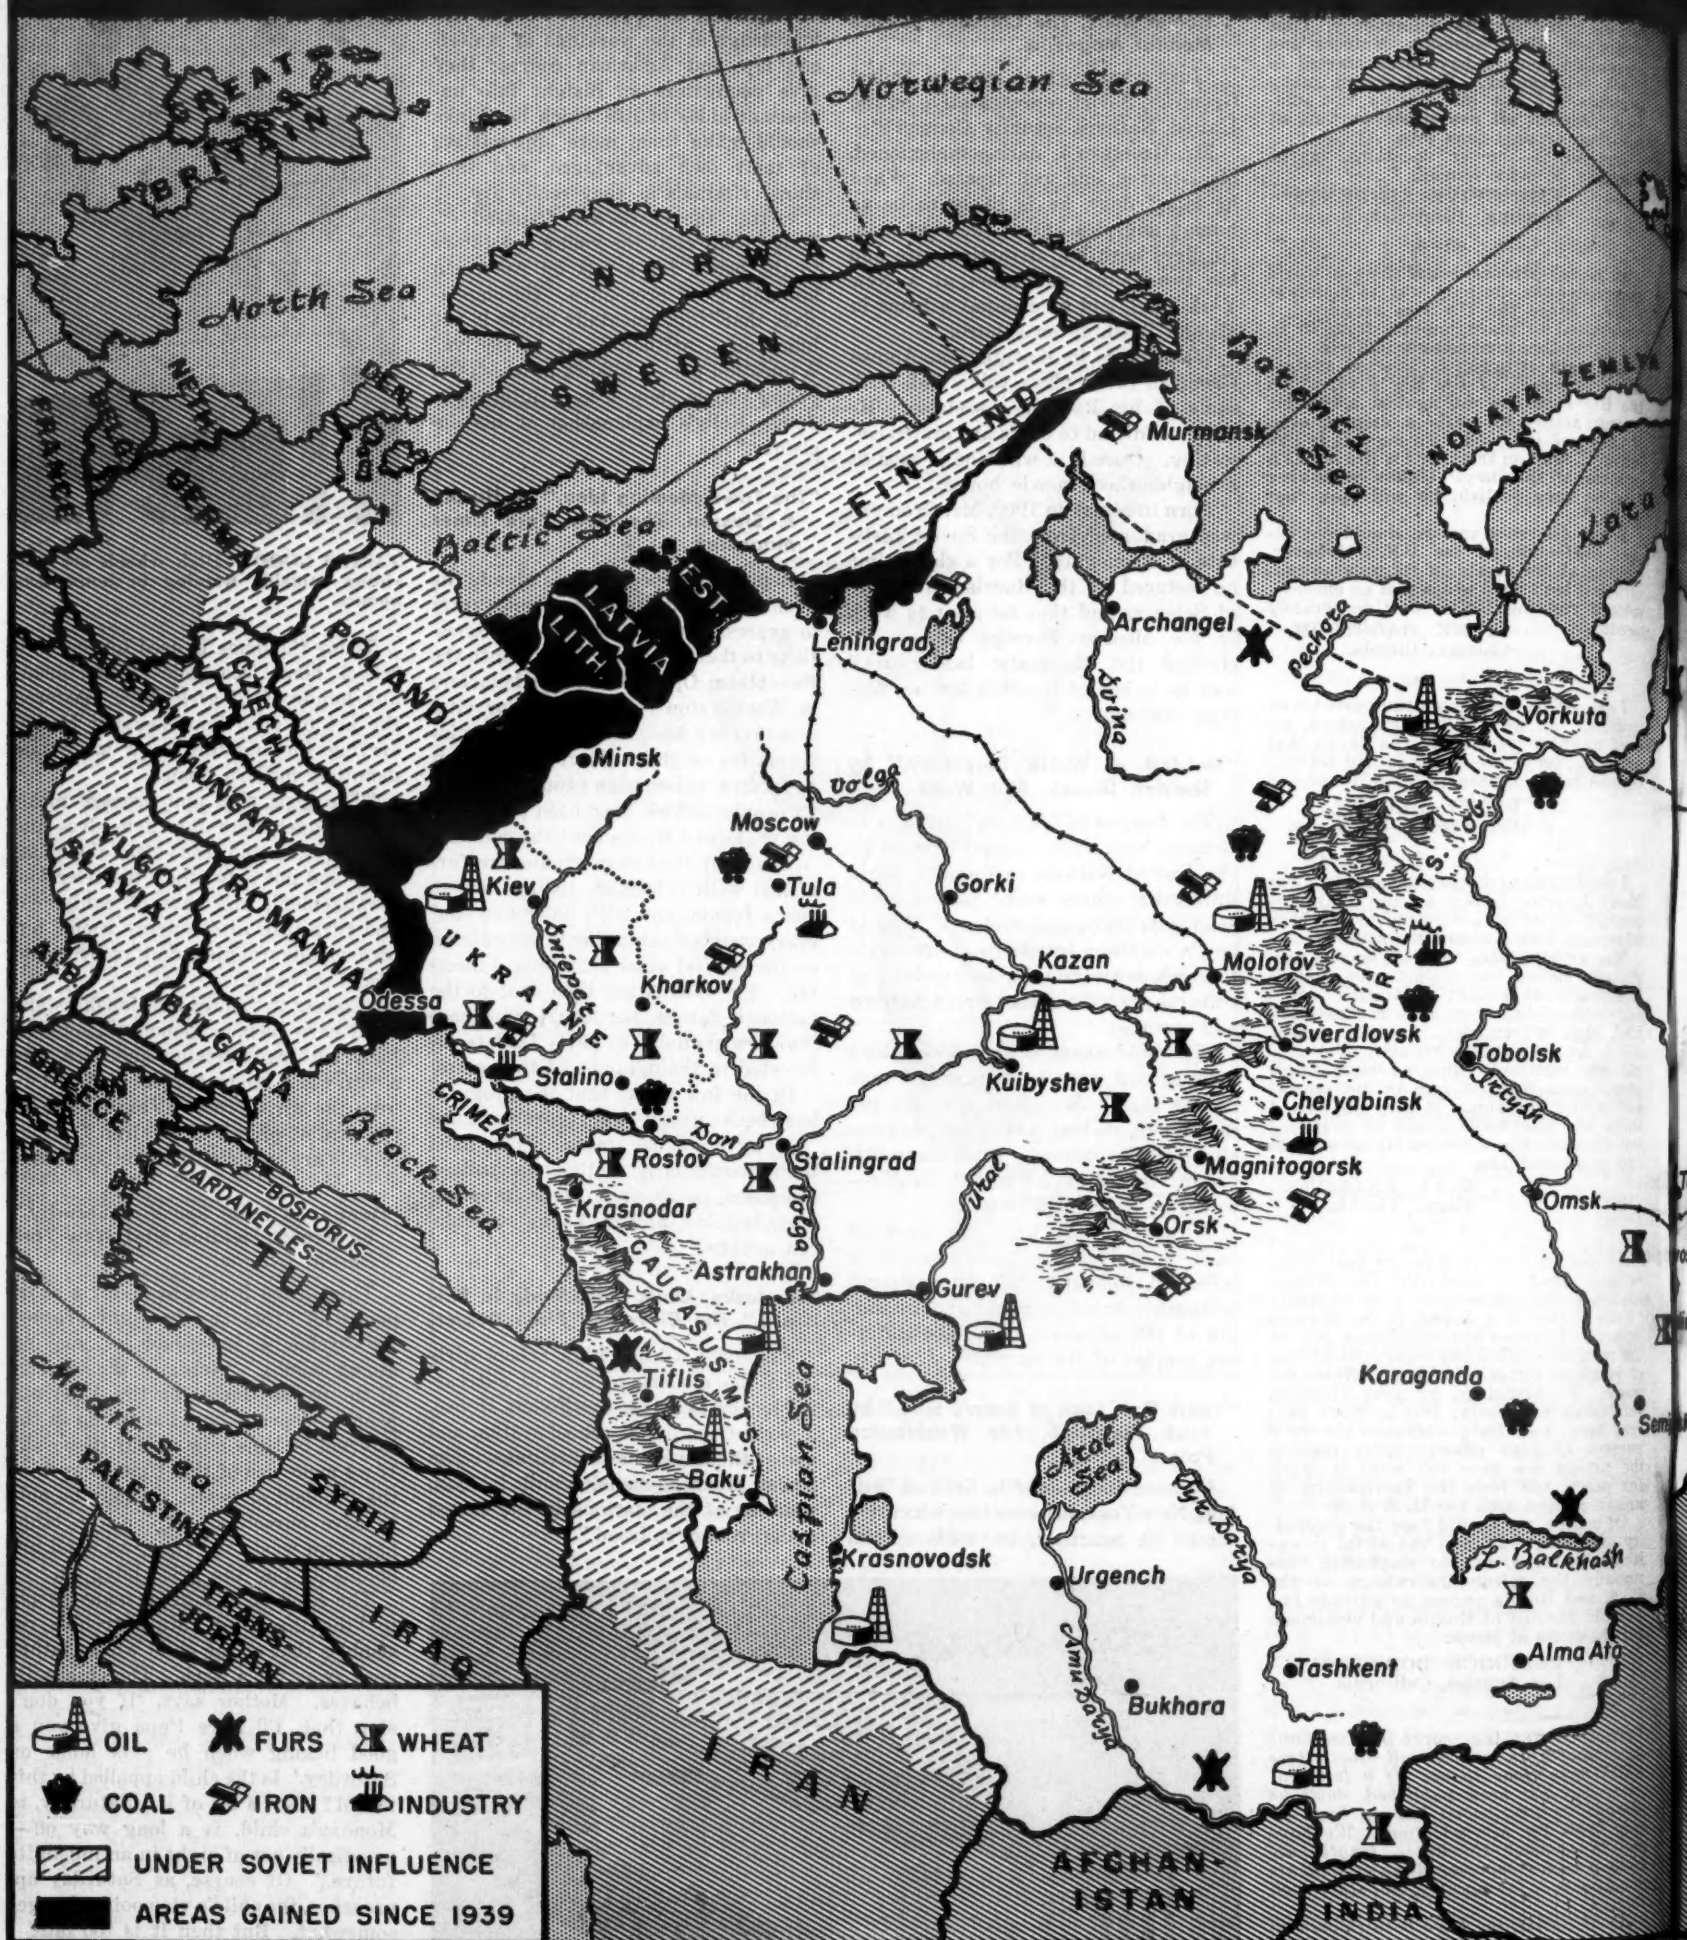 GREAT
BRITAIN
Norwegian Sea
North Sea
NORWAY
SWEDEN
FINLAND
DEN.
NETH.
BELG.
FRANCE
GERMANY
Baltic Sea
Barents
Sea
NOVAYA ZEMLYA
Kara
Murmansk
Archangel
Leningrad
EST.
LATVIA
LITH.
POLAND
CZECH.
AUSTRIA
HUNGARY
YUGO
SLAVIA
ROMANIA
ALB.
BULGARIA
GREECE
Pechora
Dvina
Vorkuta
Minsk
Volga
Moscow
Tula
Gorki
Kiev
UKRAINE
Dnieper
Kharkov
Odessa
Stalino
CRIMEA
Black Sea
Rostov
Don
Stalingrad
Volga
Kazan
Molotov
URAL MTS.
Ob
Sverdlovsk
Kuibyshev
Tobolsk
Irtysh
Chelyabinsk
Magnitogorsk
Ural
Orsk
Omsk
Krasnodar
CAUCASUS MTS.
Astrakhan
Gurev
BOSPORUS
DARDANELLES
TURKEY
Tiflis
Baku
Caspian Sea
Karaganda
Aral
Sea
Syr Darya
Medit Sea
PALESTINE
SYRIA
TRANS-
JORDAN
IRAQ
Krasnovodsk
Urgench
L. Balkhash
Amu Darya
Bukhara
Tashkent
Alma Ata
IRAN
AFGHAN-
ISTAN
INDIA
OIL
FURS
WHEAT
COAL
IRON
INDUSTRY
UNDER SOVIET INFLUENCE
AREAS GAINED SINCE 1939